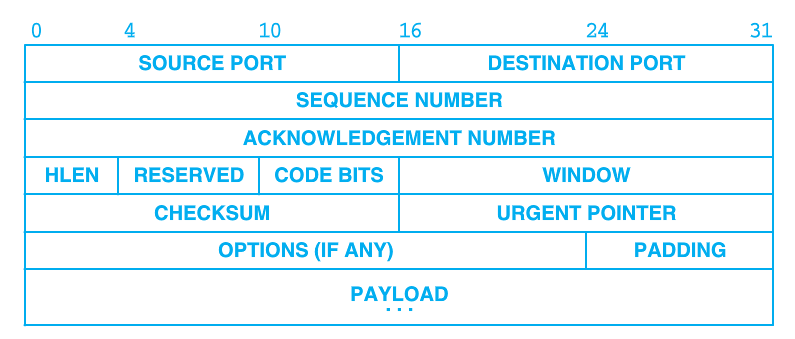 0 4 10 16 24 31
SOURCE PORT DESTINATION PORT
SEQUENCE NUMBER
ACKNOWLEDGEMENT NUMBER
HLEN RESERVED CODE BITS WINDOW
CHECKSUM URGENT POINTER
OPTIONS (IF ANY) PADDING
PAYLOAD
...